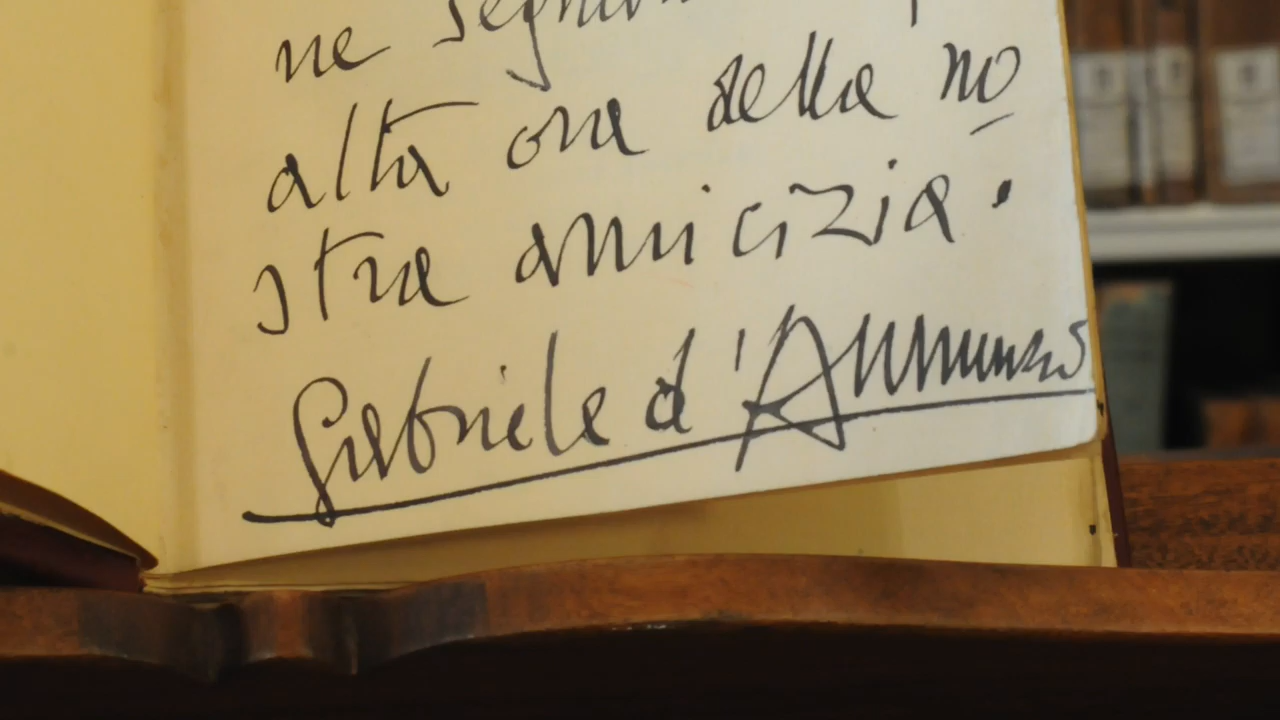 ne
alta ora della no
stra amicizia.
Gabriele d'Annunzio